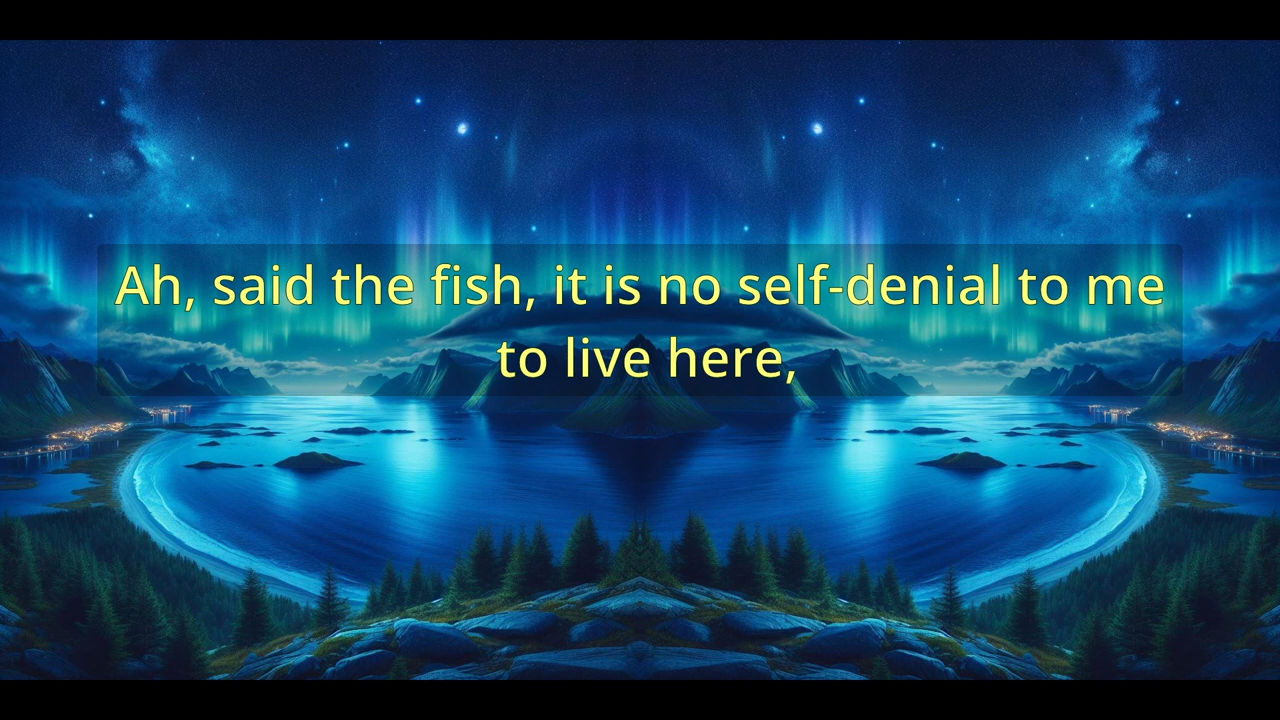 Ah, said the fish, it is no self-denial to me
to live here,